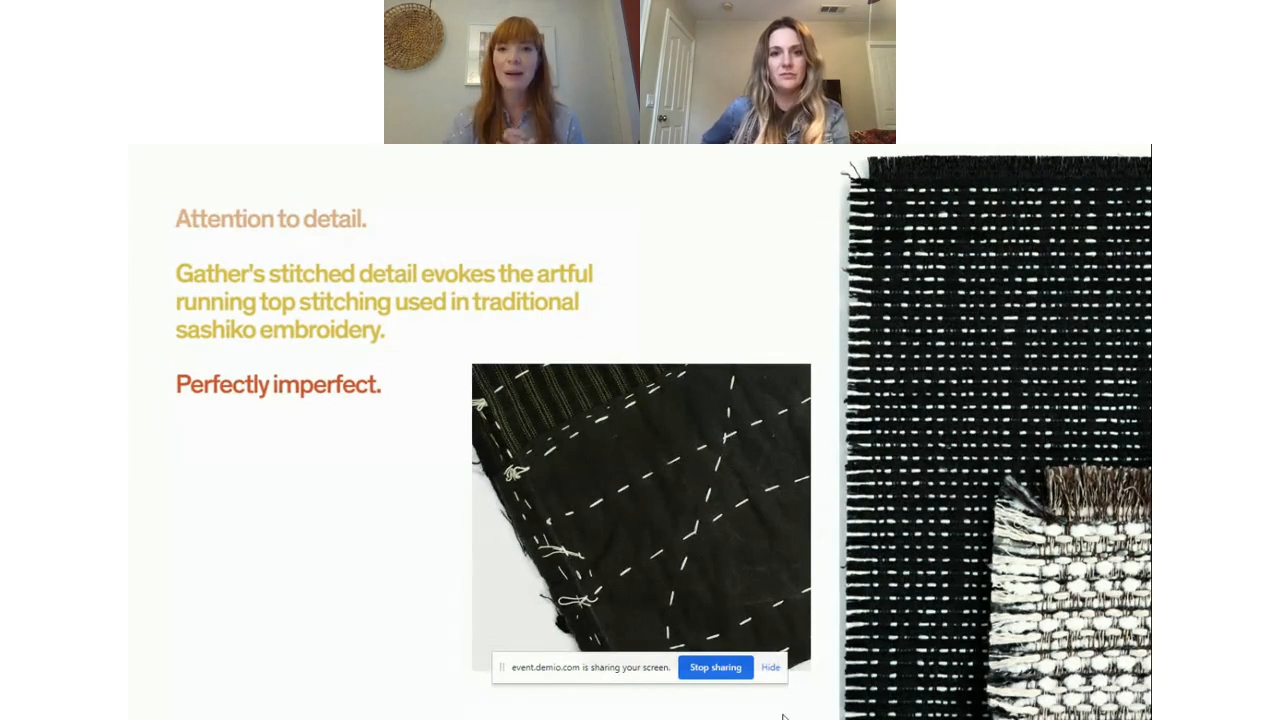 Attention to detail.
Gather's stitched detail evokes the artful
running top stitching used in traditional
sashiko embroidery.
Perfectly imperfect.
event.demio.com is sharing your screen. Stop sharing Hide